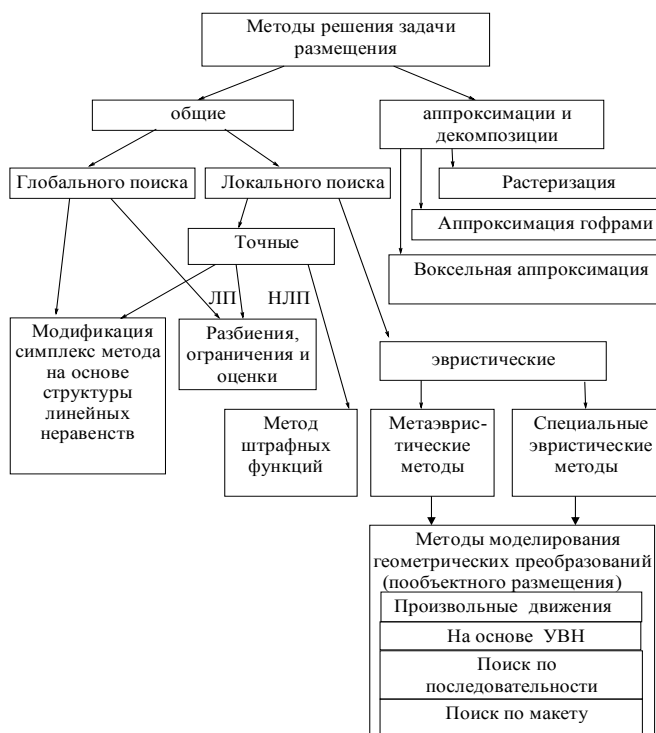 Методы решения задачи
размещения
общие
аппроксимации и
декомпозиции
Глобального поиска
Локального поиска
Растеризация
Аппроксимация гофрами
Точные
Воксельная аппроксимация
ЛП
НЛП
Модификация
симплекс метода
на основе
структуры
линейных
неравенств
Разбиения,
ограничения и
оценки
эвристические
Метод
штрафных
функций
Метаэврис-
тические
методы
Специальные
эвристические
методы
Методы моделирования
геометрических преобразований
(пообъектного размещения)
Произвольные движения
На основе УВН
Поиск по
последовательности
Поиск по макету